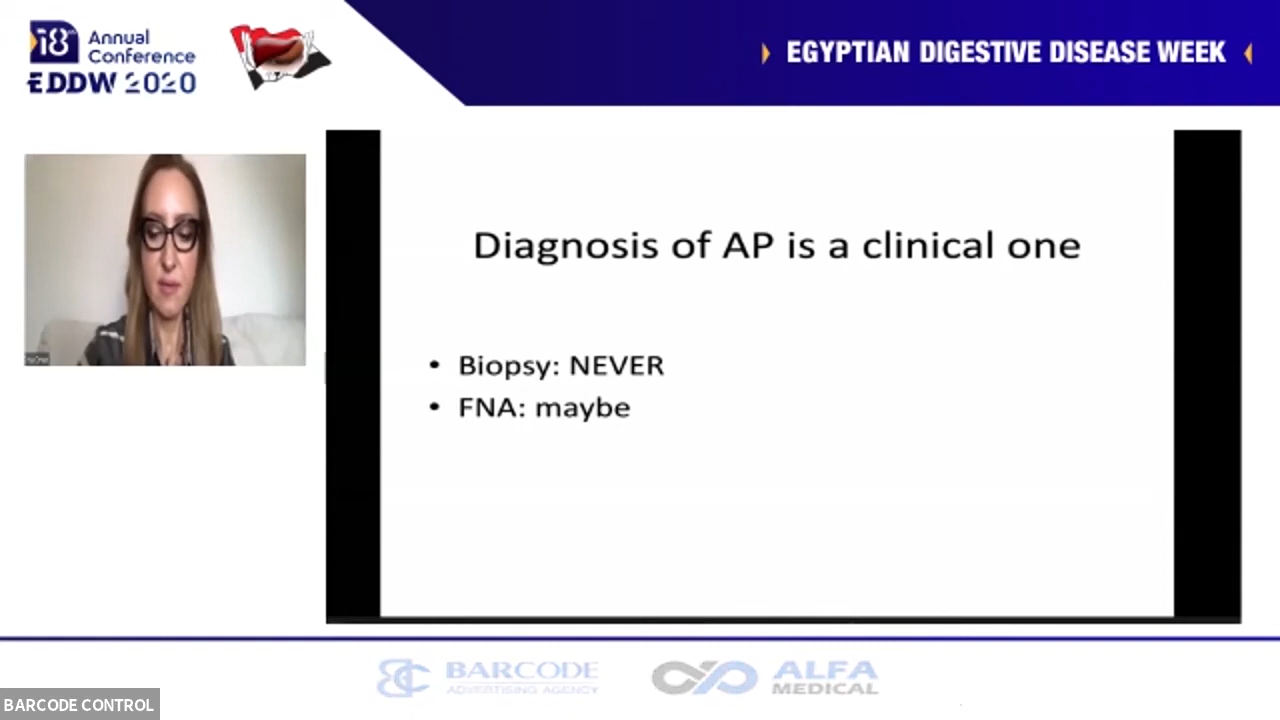 18th Annual
Conference
EDDW 2020
EGYPTIAN DIGESTIVE DISEASE WEEK
Diagnosis of AP is a clinical one
• Biopsy: NEVER
• FNA: maybe
BARCODE
ADVERTISING AGENCY
ALFA
MEDICAL
BARCODE CONTROL